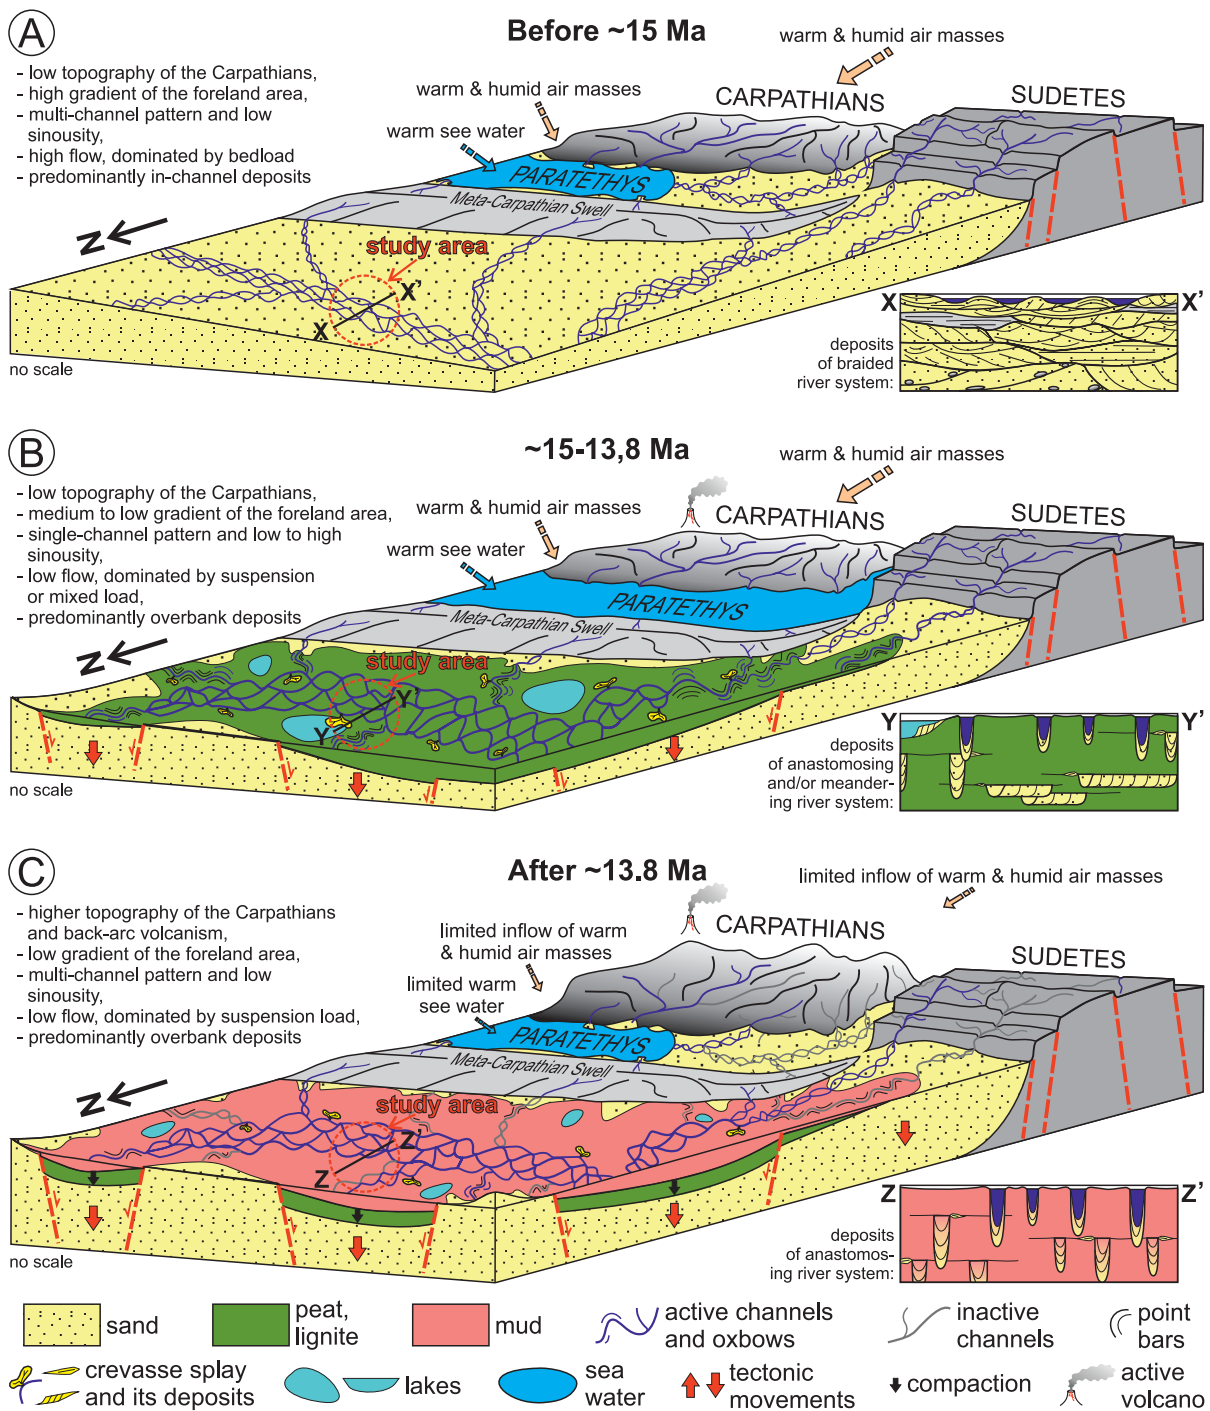 A
Before ~15 Ma
- low topography of the Carpathians,
- high gradient of the foreland area,
- multi-channel pattern and low
sinousity,
- high flow, dominated by bedload
- predominantly in-channel deposits
warm & humid air masses
warm & humid air masses
warm see water
CARPATHIANS
SUDETES
PARATETHYS
Meta-Carpathian Swell
N
study area
X'
X
no scale
X
X'
deposits
of braided
river system:
B
~15-13,8 Ma
- low topography of the Carpathians,
- medium to low gradient of the foreland area,
- single-channel pattern and low to high
sinousity,
- low flow, dominated by suspension
or mixed load,
- predominantly overbank deposits
warm & humid air masses
warm & humid air masses
warm see water
CARPATHIANS
SUDETES
PARATETHYS
Meta-Carpathian Swell
N
study area
Y'
Y
no scale
Y
Y'
deposits
of anastomosing
and/or meander-
ing river system:
C
After ~13.8 Ma
- higher topography of the Carpathians
and back-arc volcanism,
- low gradient of the foreland area,
- multi-channel pattern and low
sinousity,
- low flow, dominated by suspension load,
- predominantly overbank deposits
limited inflow of warm & humid air masses
limited inflow of warm
& humid air masses
limited warm
see water
CARPATHIANS
SUDETES
PARATETHYS
Meta-Carpathian Swell
N
study area
Z'
Z
no scale
Z
Z'
deposits
of anastomos-
ing river system:
sand
peat,
lignite
mud
active channels
and oxbows
inactive
channels
point
bars
crevasse splay
and its deposits
lakes
sea
water
tectonic
movements
compaction
active
volcano